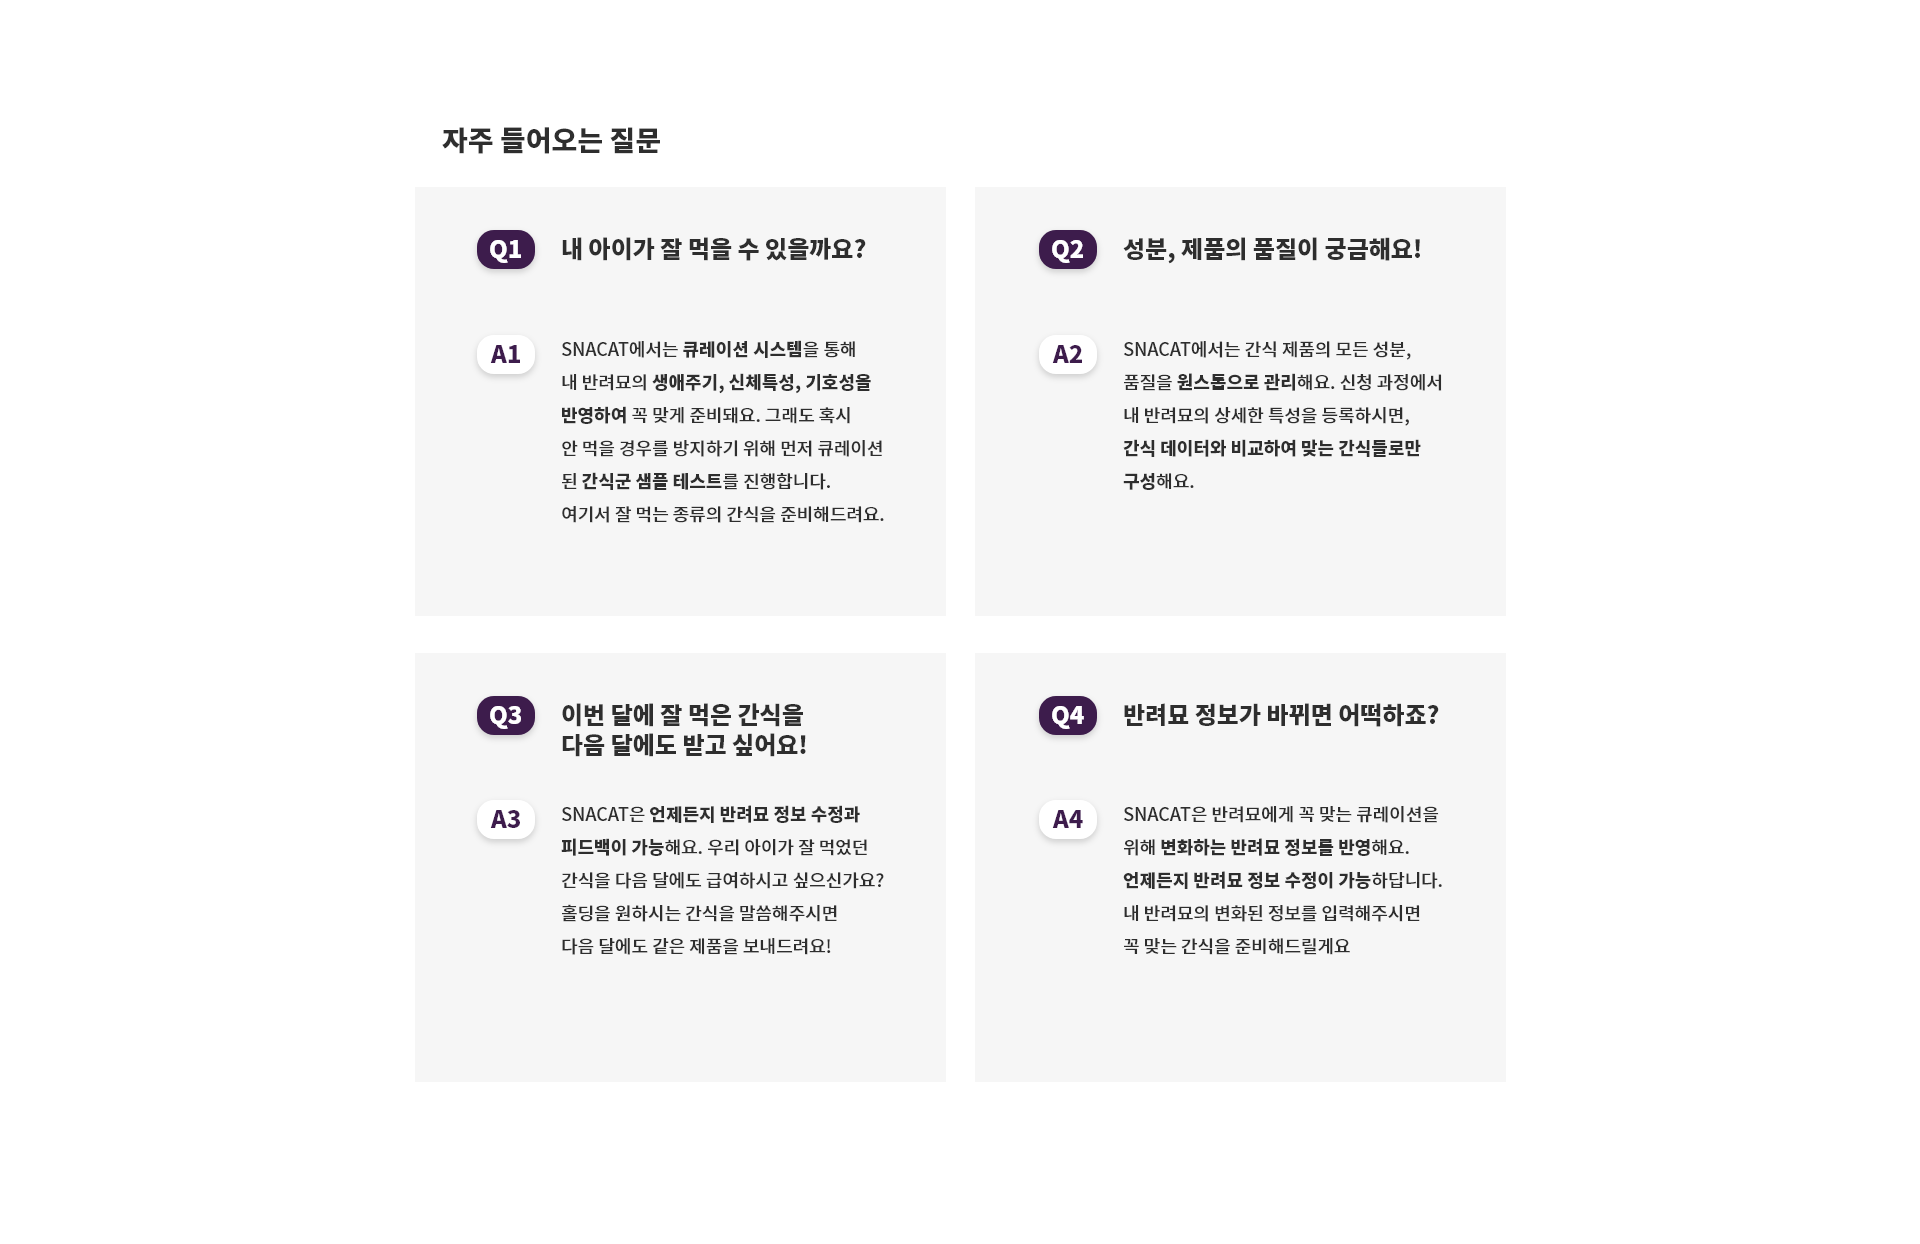 자주 들어오는 질문
Q1 내 아이가 잘 먹을 수 있을까요?
A1 SNACAT에서는 큐레이션 시스템을 통해
내 반려묘의 생애주기, 신체특성, 기호성을
반영하여 꼭 맞게 준비돼요. 그래도 혹시
안 먹을 경우를 방지하기 위해 먼저 큐레이션
된 간식군 샘플 테스트를 진행합니다.
여기서 잘 먹는 종류의 간식을 준비해드려요.
Q2 성분, 제품의 품질이 궁금해요!
A2 SNACAT에서는 간식 제품의 모든 성분,
품질을 원스톱으로 관리해요. 신청 과정에서
내 반려묘의 상세한 특성을 등록하시면,
간식 데이터와 비교하여 맞는 간식들로만
구성해요.
Q3 이번 달에 잘 먹은 간식을
다음 달에도 받고 싶어요!
A3 SNACAT은 언제든지 반려묘 정보 수정과
피드백이 가능해요. 우리 아이가 잘 먹었던
간식을 다음 달에도 급여하시고 싶으신가요?
홀딩을 원하시는 간식을 말씀해주시면
다음 달에도 같은 제품을 보내드려요!
Q4 반려묘 정보가 바뀌면 어떡하죠?
A4 SNACAT은 반려묘에게 꼭 맞는 큐레이션을
위해 변화하는 반려묘 정보를 반영해요.
언제든지 반려묘 정보 수정이 가능하답니다.
내 반려묘의 변화된 정보를 입력해주시면
꼭 맞는 간식을 준비해드릴게요